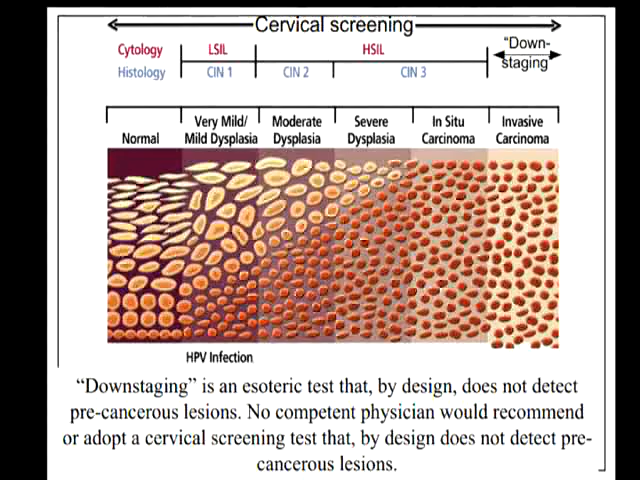 Cervical screening
Cytology LSIL HSIL "Down-
Histology CIN 1 CIN 2 CIN 3 staging
Normal Very Mild/ Mild Dysplasia Moderate Dysplasia Severe Dysplasia In Situ Carcinoma Invasive Carcinoma
HPV Infection
“Downstaging” is an esoteric test that, by design, does not detect
pre-cancerous lesions. No competent physician would recommend
or adopt a cervical screening test that, by design does not detect pre-
cancerous lesions.